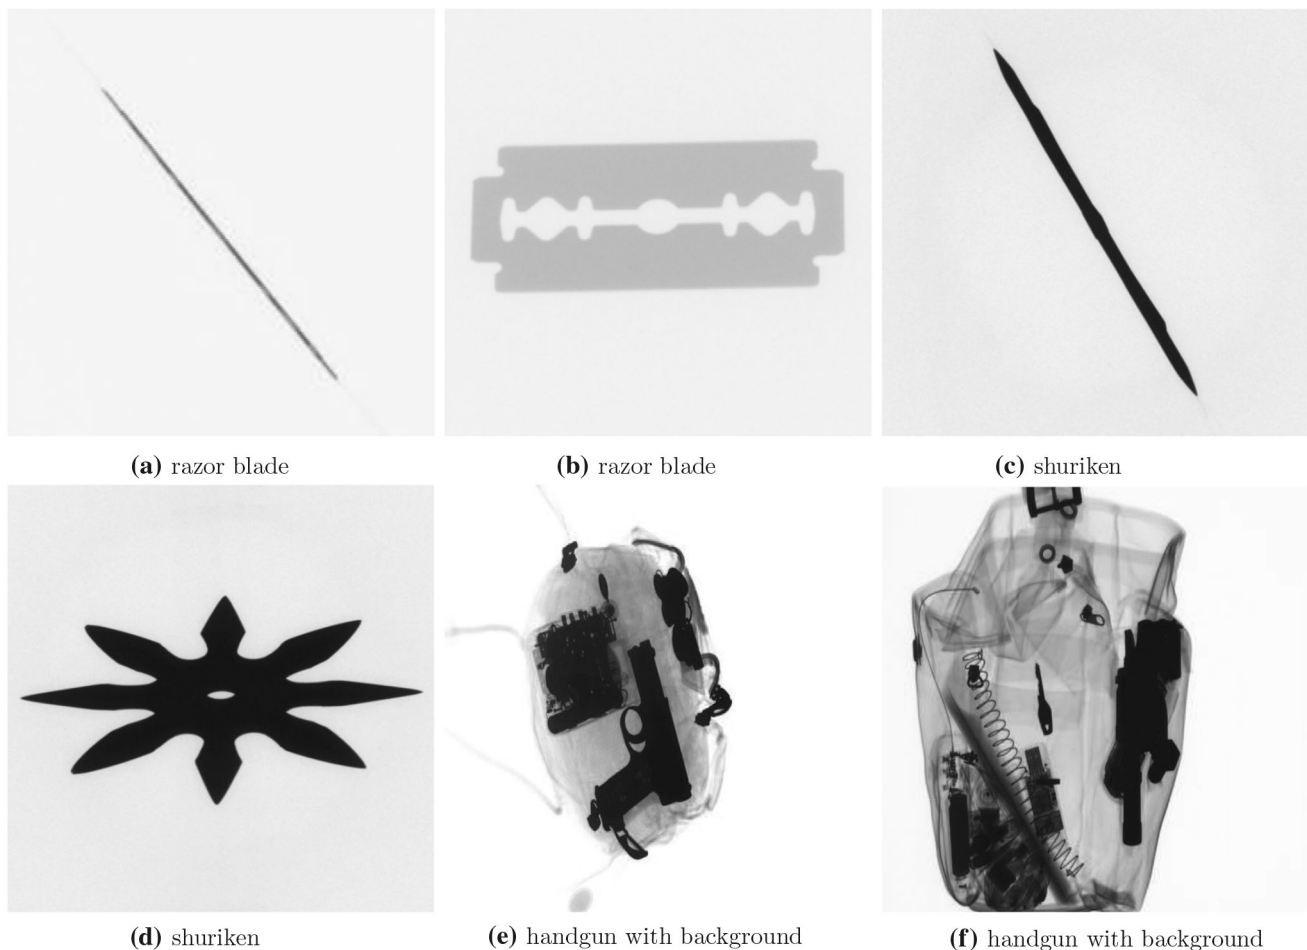 (a) razor blade
(b) razor blade
(c) shuriken
(d) shuriken
(e) handgun with background
(f) handgun with background